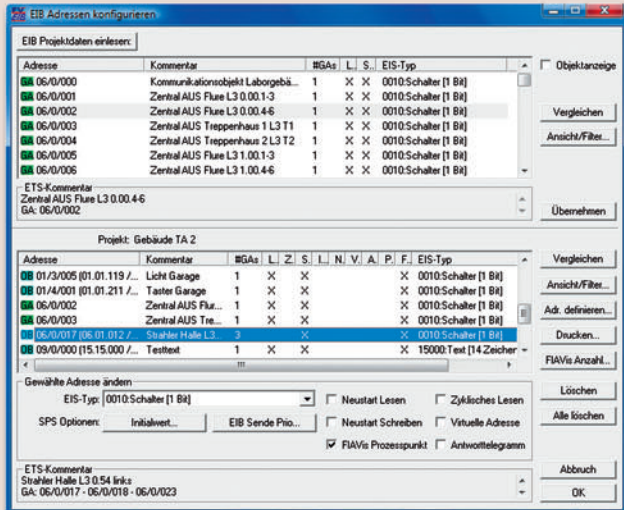 EIB Adressen konfigurieren
EIB Projektdaten einlesen:
Adresse Kommentar #GAs L.. S.. EIS-Typ
GA 06/0/000 Kommunikationsobjekt Laborgebä... 1 X X 0010:Schalter [1 Bit]
GA 06/0/001 Zentral AUS Flure L3 0.00.1-3 1 X X 0010:Schalter [1 Bit]
GA 06/0/002 Zentral AUS Flure L3 0.00.4-6 1 X X 0010:Schalter [1 Bit]
GA 06/0/003 Zentral AUS Treppenhaus 1 L3 T1 1 X X 0010:Schalter [1 Bit]
GA 06/0/004 Zentral AUS Treppenhaus 2 L3 T2 1 X X 0010:Schalter [1 Bit]
GA 06/0/005 Zentral AUS Flure L3 1.00.1-3 1 X X 0010:Schalter [1 Bit]
GA 06/0/006 Zentral AUS Flure L3 1.00.4-6 1 X X 0010:Schalter [1 Bit]
Objektanzeige
Vergleichen
Ansicht/Filter...
ETS-Kommentar
Zentral AUS Flure L3 0.00.4-6
GA: 06/0/002
Übernehmen
Projekt: Gebäude TA 2
Adresse Kommentar #GAs L.. Z.. S.. I... N.. V.. A.. P.. F.. EIS-Typ
OB 01/3/005 (01.01.119 /... Licht Garage 1 X X X 0010:Schalter [1 Bit]
OB 01/4/001 (01.01.211 /... Taster Garage 1 X X X 0010:Schalter [1 Bit]
GA 06/0/002 Zentral AUS Flur... 1 X X X 0010:Schalter [1 Bit]
GA 06/0/003 Zentral AUS Tre... 1 X X X 0010:Schalter [1 Bit]
OB 06/0/017 (06.01.012 /... Strahler Halle L3... 3 X X 0010:Schalter [1 Bit]
OB 09/0/000 (15.15.000 /... Testtext 1 X X X 15000:Text [14 Zeichen
Vergleichen
Ansicht/Filter...
Adr. definieren...
Drucken...
FIAVis Anzahl...
Löschen
Alle löschen
Gewählte Adresse ändern
EIS-Typ: 0010:Schalter [1 Bit]
SPS Optionen: Initialwert... EIB Sende Prio...
Neustart Lesen Zyklisches Lesen
Neustart Schreiben Virtuelle Adresse
FIAVis Prozesspunkt Antworttelegramm
ETS-Kommentar
Strahler Halle L3 0.54 links
GA: 06/0/017 - 06/0/018 - 06/0/023
Abbruch
OK